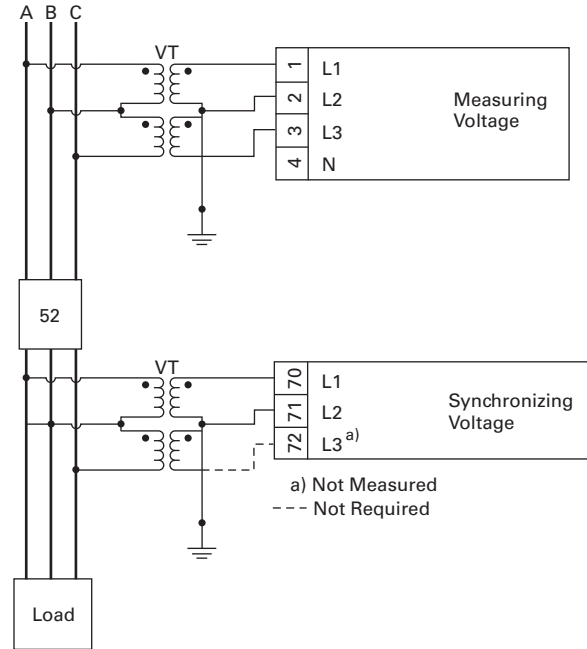 A B C
VT
1 L1
2 L2
3 L3
4 N
Measuring
Voltage
52
VT
70 L1
71 L2
72 L3a)
Synchronizing
Voltage
a) Not Measured
--- Not Required
Load